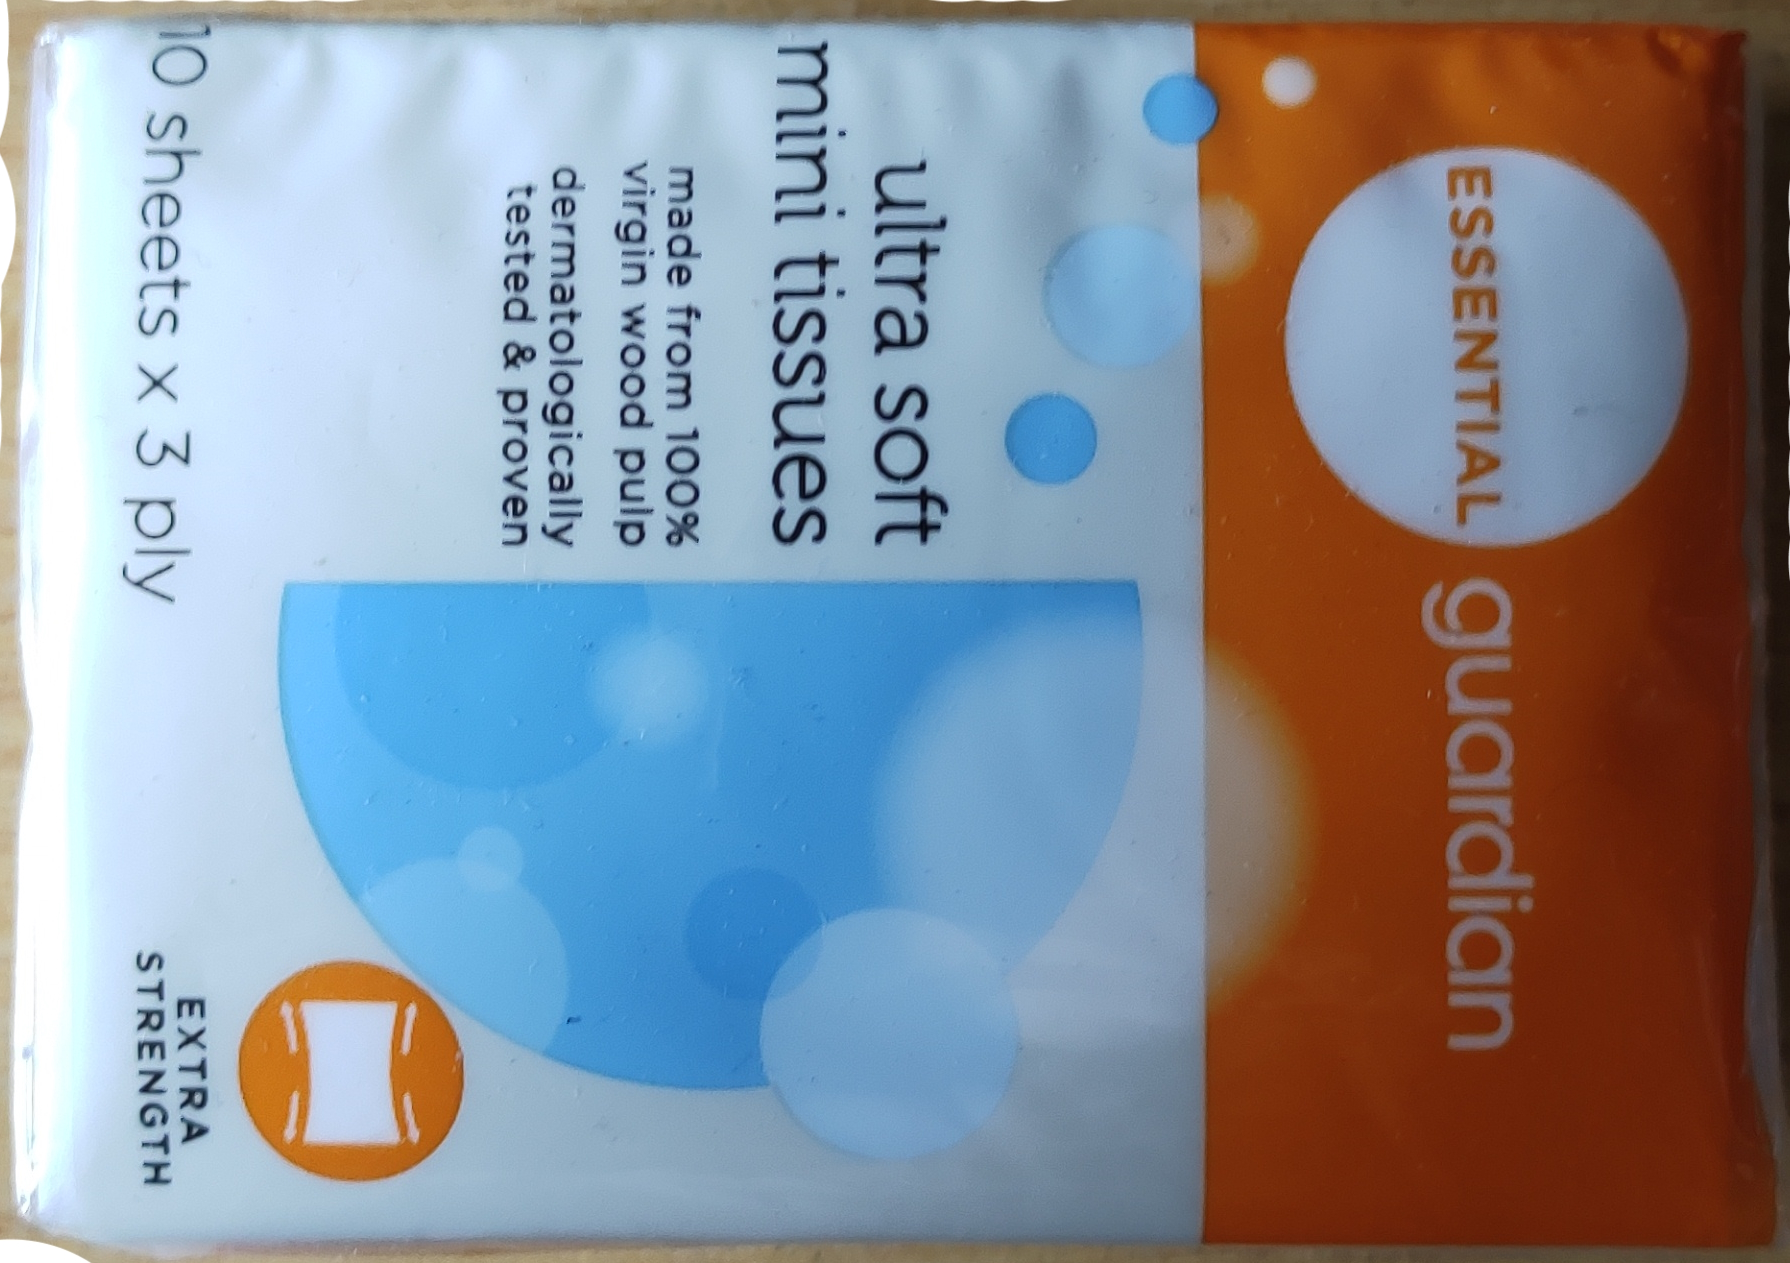 ESSENTIAL guardian
ultra soft
mini tissues
made from 100%
virgin wood pulp
dermatologically
tested & proven
10 sheets x 3 ply
EXTRA
STRENGTH